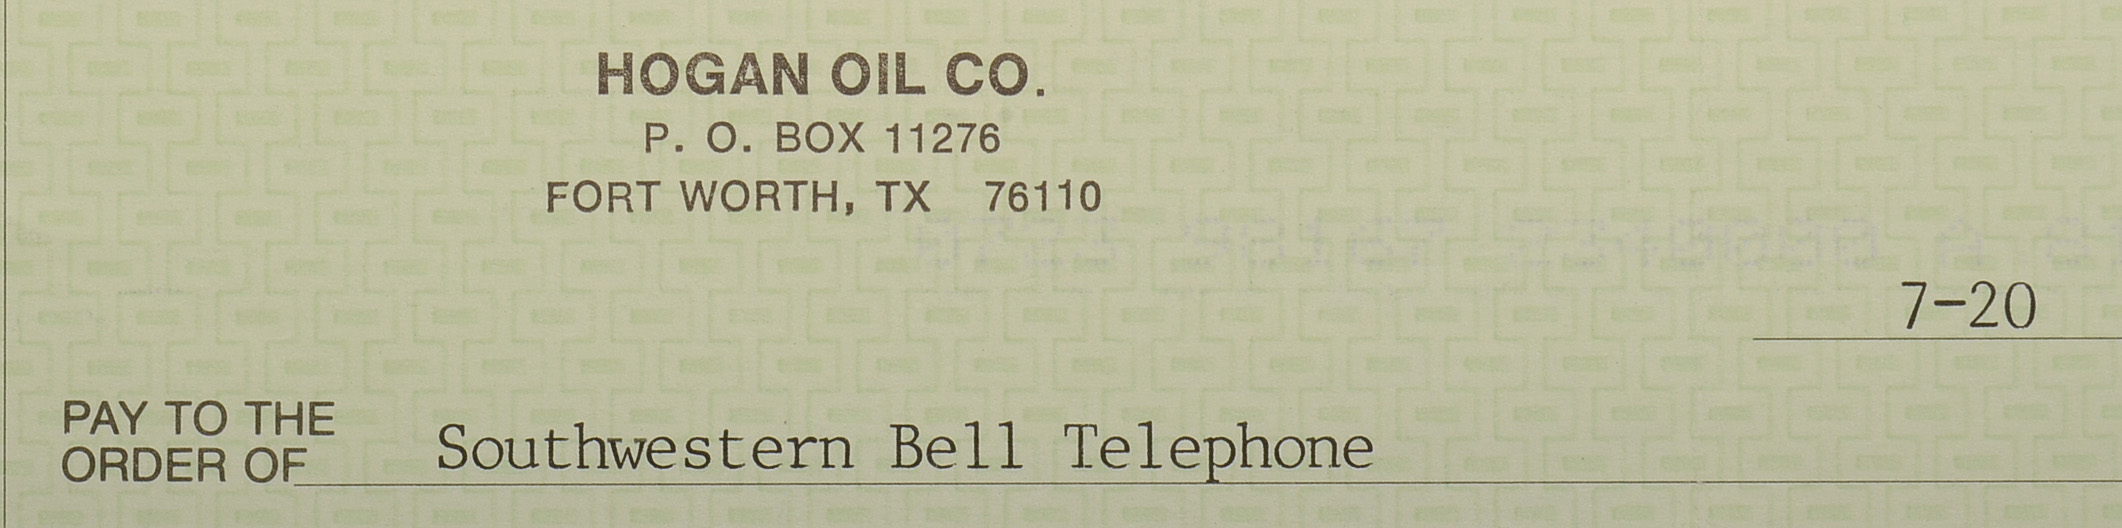 HOGAN OIL CO.
P. O. BOX 11276
FORT WORTH, TX 76110
7-20
PAY TO THE
ORDER OF Southwestern Bell Telephone